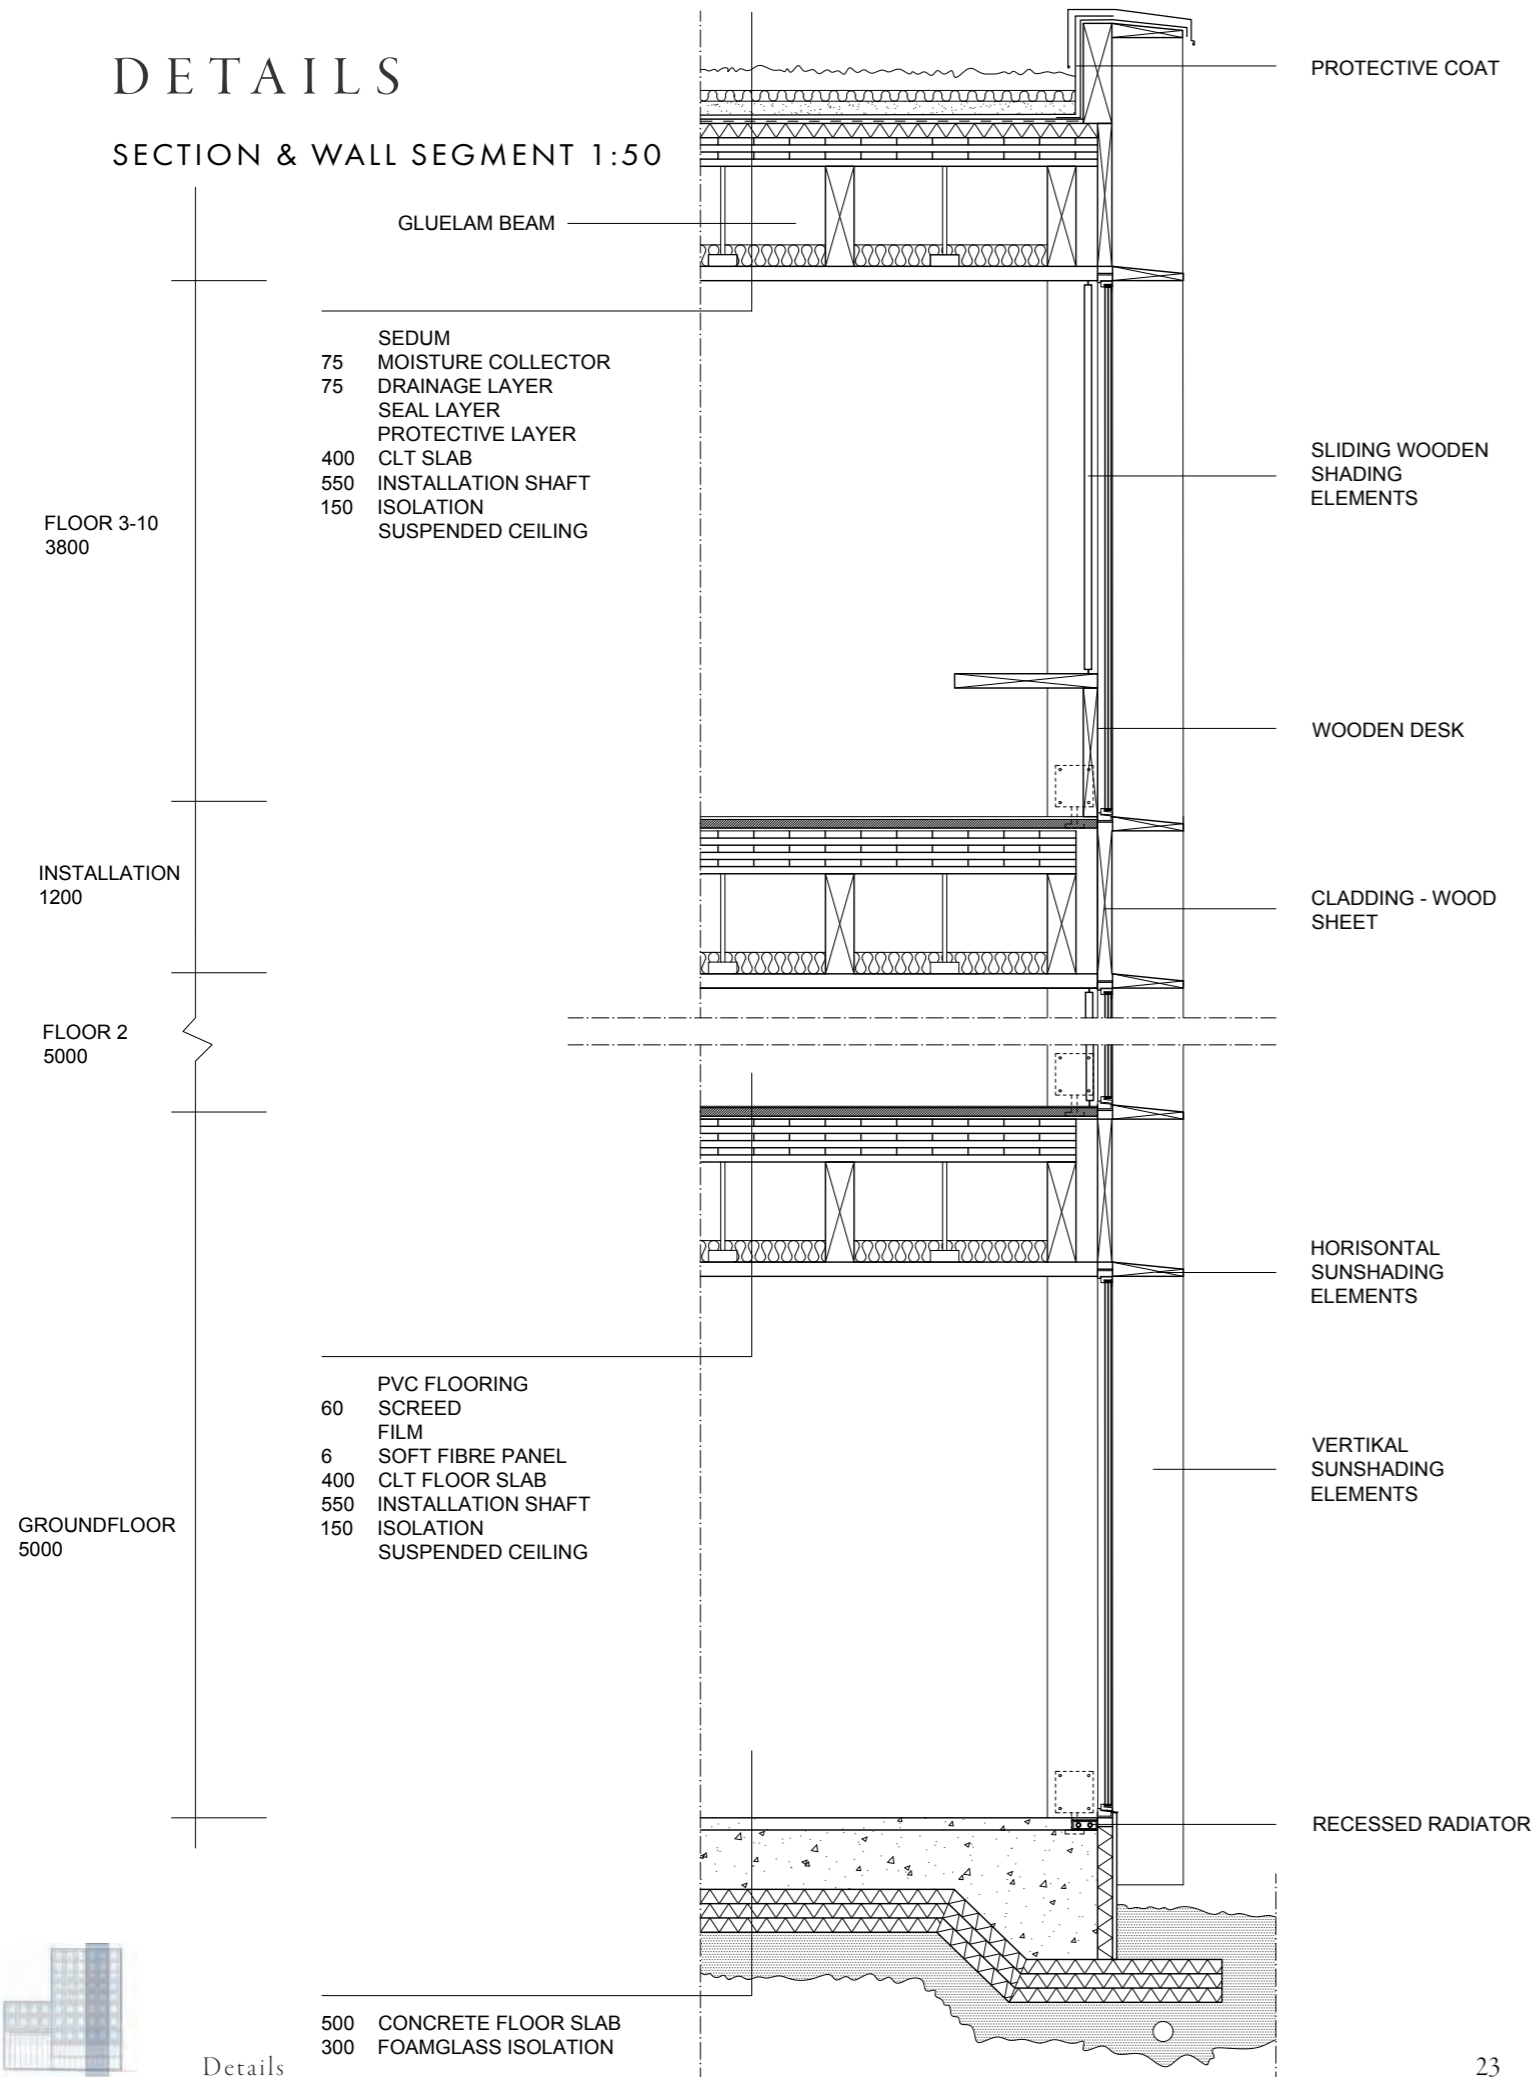 DETAILS
SECTION & WALL SEGMENT 1:50
PROTECTIVE COAT
GLUELAM BEAM
SEDUM
75 MOISTURE COLLECTOR
75 DRAINAGE LAYER
SEAL LAYER
PROTECTIVE LAYER
400 CLT SLAB
550 INSTALLATION SHAFT
150 ISOLATION
SUSPENDED CEILING
SLIDING WOODEN
SHADING
ELEMENTS
FLOOR 3-10
3800
WOODEN DESK
INSTALLATION
1200
CLADDING - WOOD
SHEET
FLOOR 2
5000
HORISONTAL
SUNSHADING
ELEMENTS
PVC FLOORING
60 SCREED
FILM
6 SOFT FIBRE PANEL
400 CLT FLOOR SLAB
550 INSTALLATION SHAFT
150 ISOLATION
SUSPENDED CEILING
VERTIKAL
SUNSHADING
ELEMENTS
GROUNDFLOOR
5000
RECESSED RADIATOR
500 CONCRETE FLOOR SLAB
300 FOAMGLASS ISOLATION
Details
23